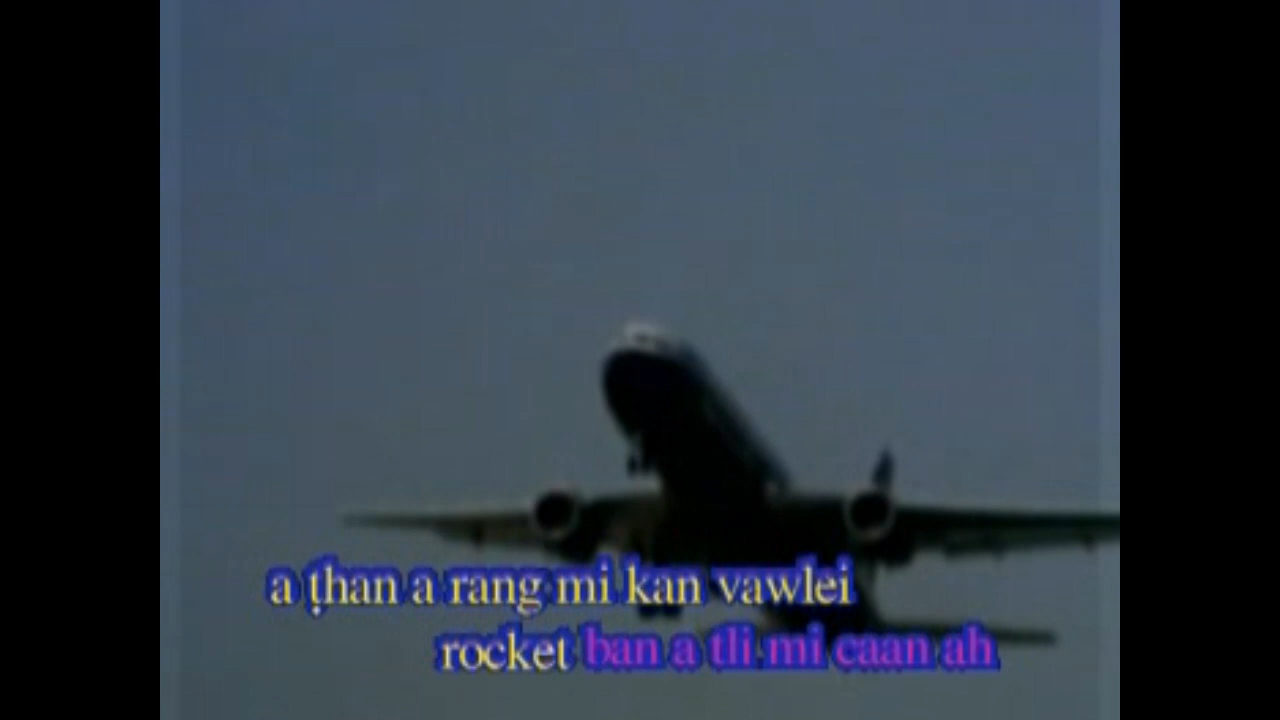 a ṭhan a rang mi kan vawlei
rocket ban a tli mi caan ah